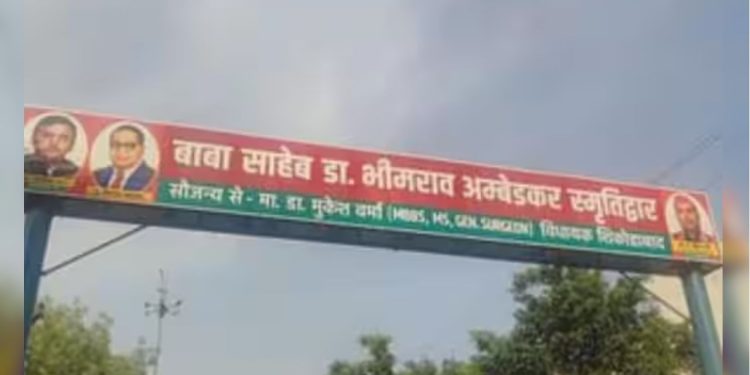 बाबा साहेब डा. भीमराव अम्बेडकर स्मृतिद्वार
सौजन्य से - मा. डा. मुकेश वर्मा (MBBS, MS, GEN. SURGEON) विधायक शिकोहाबाद